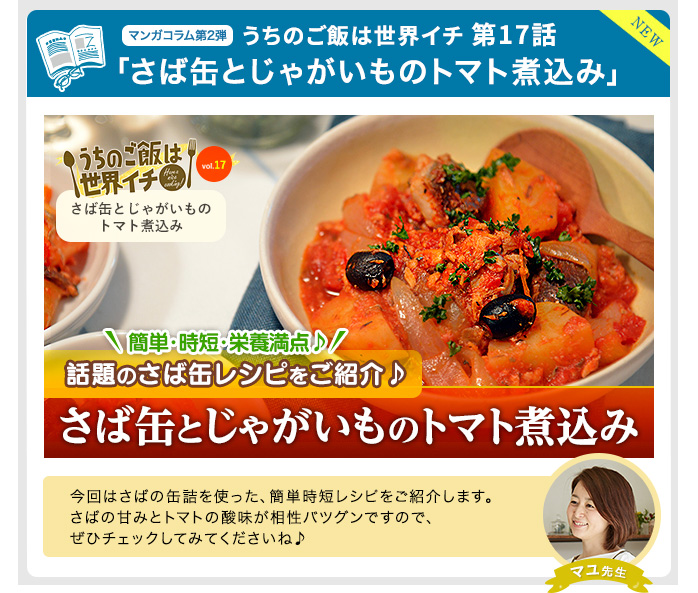 マンガコラム第2弾 うちのご飯は世界イチ 第17話
「さば缶とじゃがいものトマト煮込み」
NEW
うちのご飯は
世界イチ
vol.17
さば缶とじゃがいもの
トマト煮込み
簡単・時短・栄養満点♪
話題のさば缶レシピをご紹介♪
さば缶とじゃがいものトマト煮込み
今回はさばの缶詰を使った、簡単時短レシピをご紹介します。
さばの甘みとトマトの酸味が相性バツグンですので、
ぜひチェックしてみてくださいね♪
マユ先生